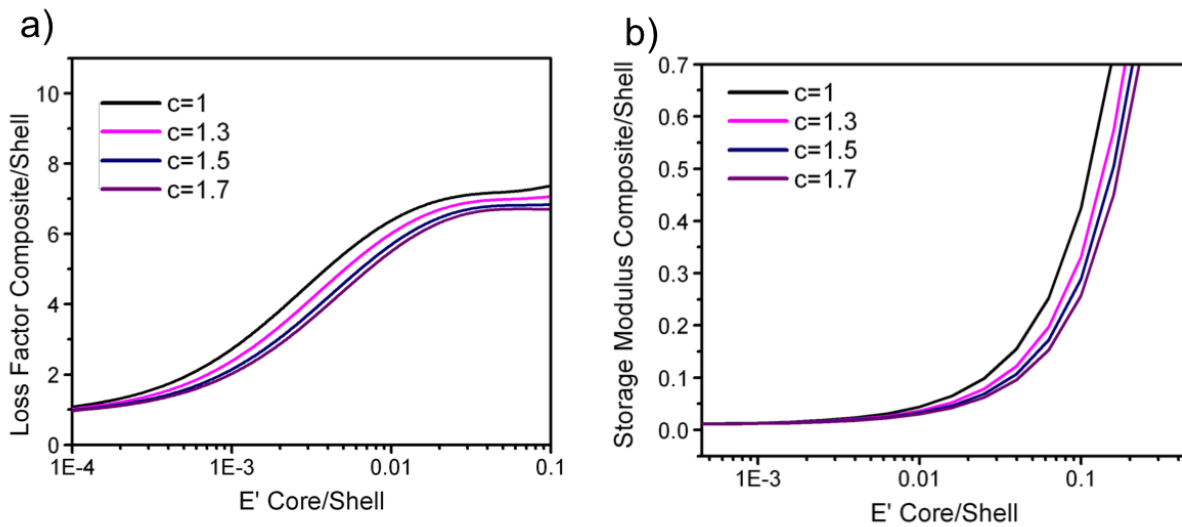 a)
Loss Factor Composite/Shell
10
8
6
4
2
0
c=1
c=1.3
c=1.5
c=1.7
1E-4
1E-3
0.01
0.1
E' Core/Shell
b)
Storage Modulus Composite/Shell
0.7
0.6
0.5
0.4
0.3
0.2
0.1
0.0
c=1
c=1.3
c=1.5
c=1.7
1E-3
0.01
0.1
E' Core/Shell